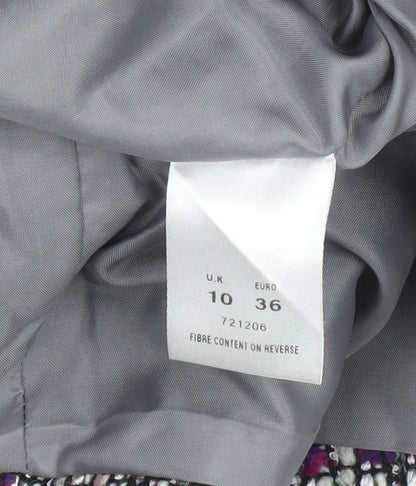 U.K. EURO
10 36
721206
FIBRE CONTENT ON REVERSE